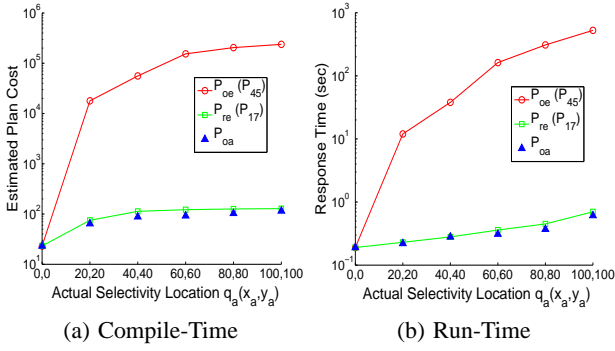 10^6
10^5
10^4
10^3
10^2
10^1
Estimated Plan Cost
P_oe (P_45)
P_re (P_17)
P_oa
0,0 20,20 40,40 60,60 80,80 100,100
Actual Selectivity Location q_a(x_a,y_a)
(a) Compile-Time
10^3
10^2
10^1
10^0
10^−1
Response Time (sec)
P_oe (P_45)
P_re (P_17)
P_oa
0,0 20,20 40,40 60,60 80,80 100,100
Actual Selectivity Location q_a(x_a,y_a)
(b) Run-Time